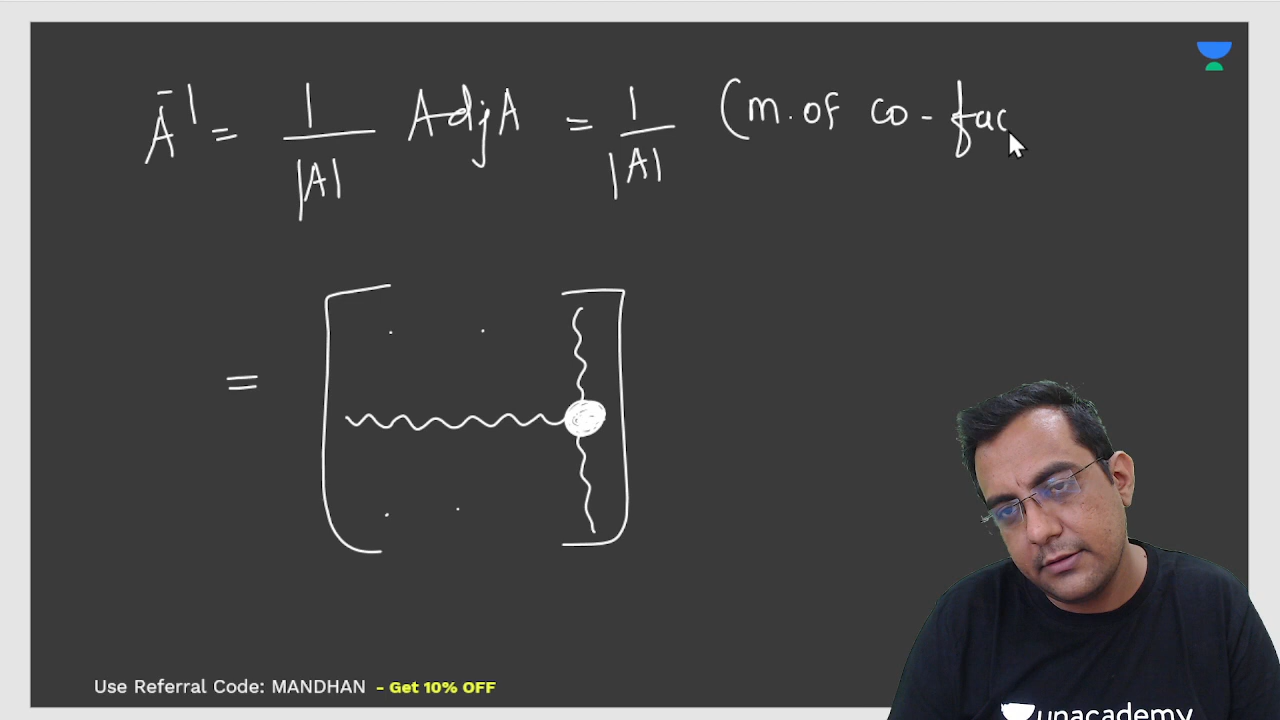 A⁻¹ = 1/|A| AdjA = 1/|A| (m. of co-fac
=
Use Referral Code: MANDHAN - Get 10% OFF
unacademy